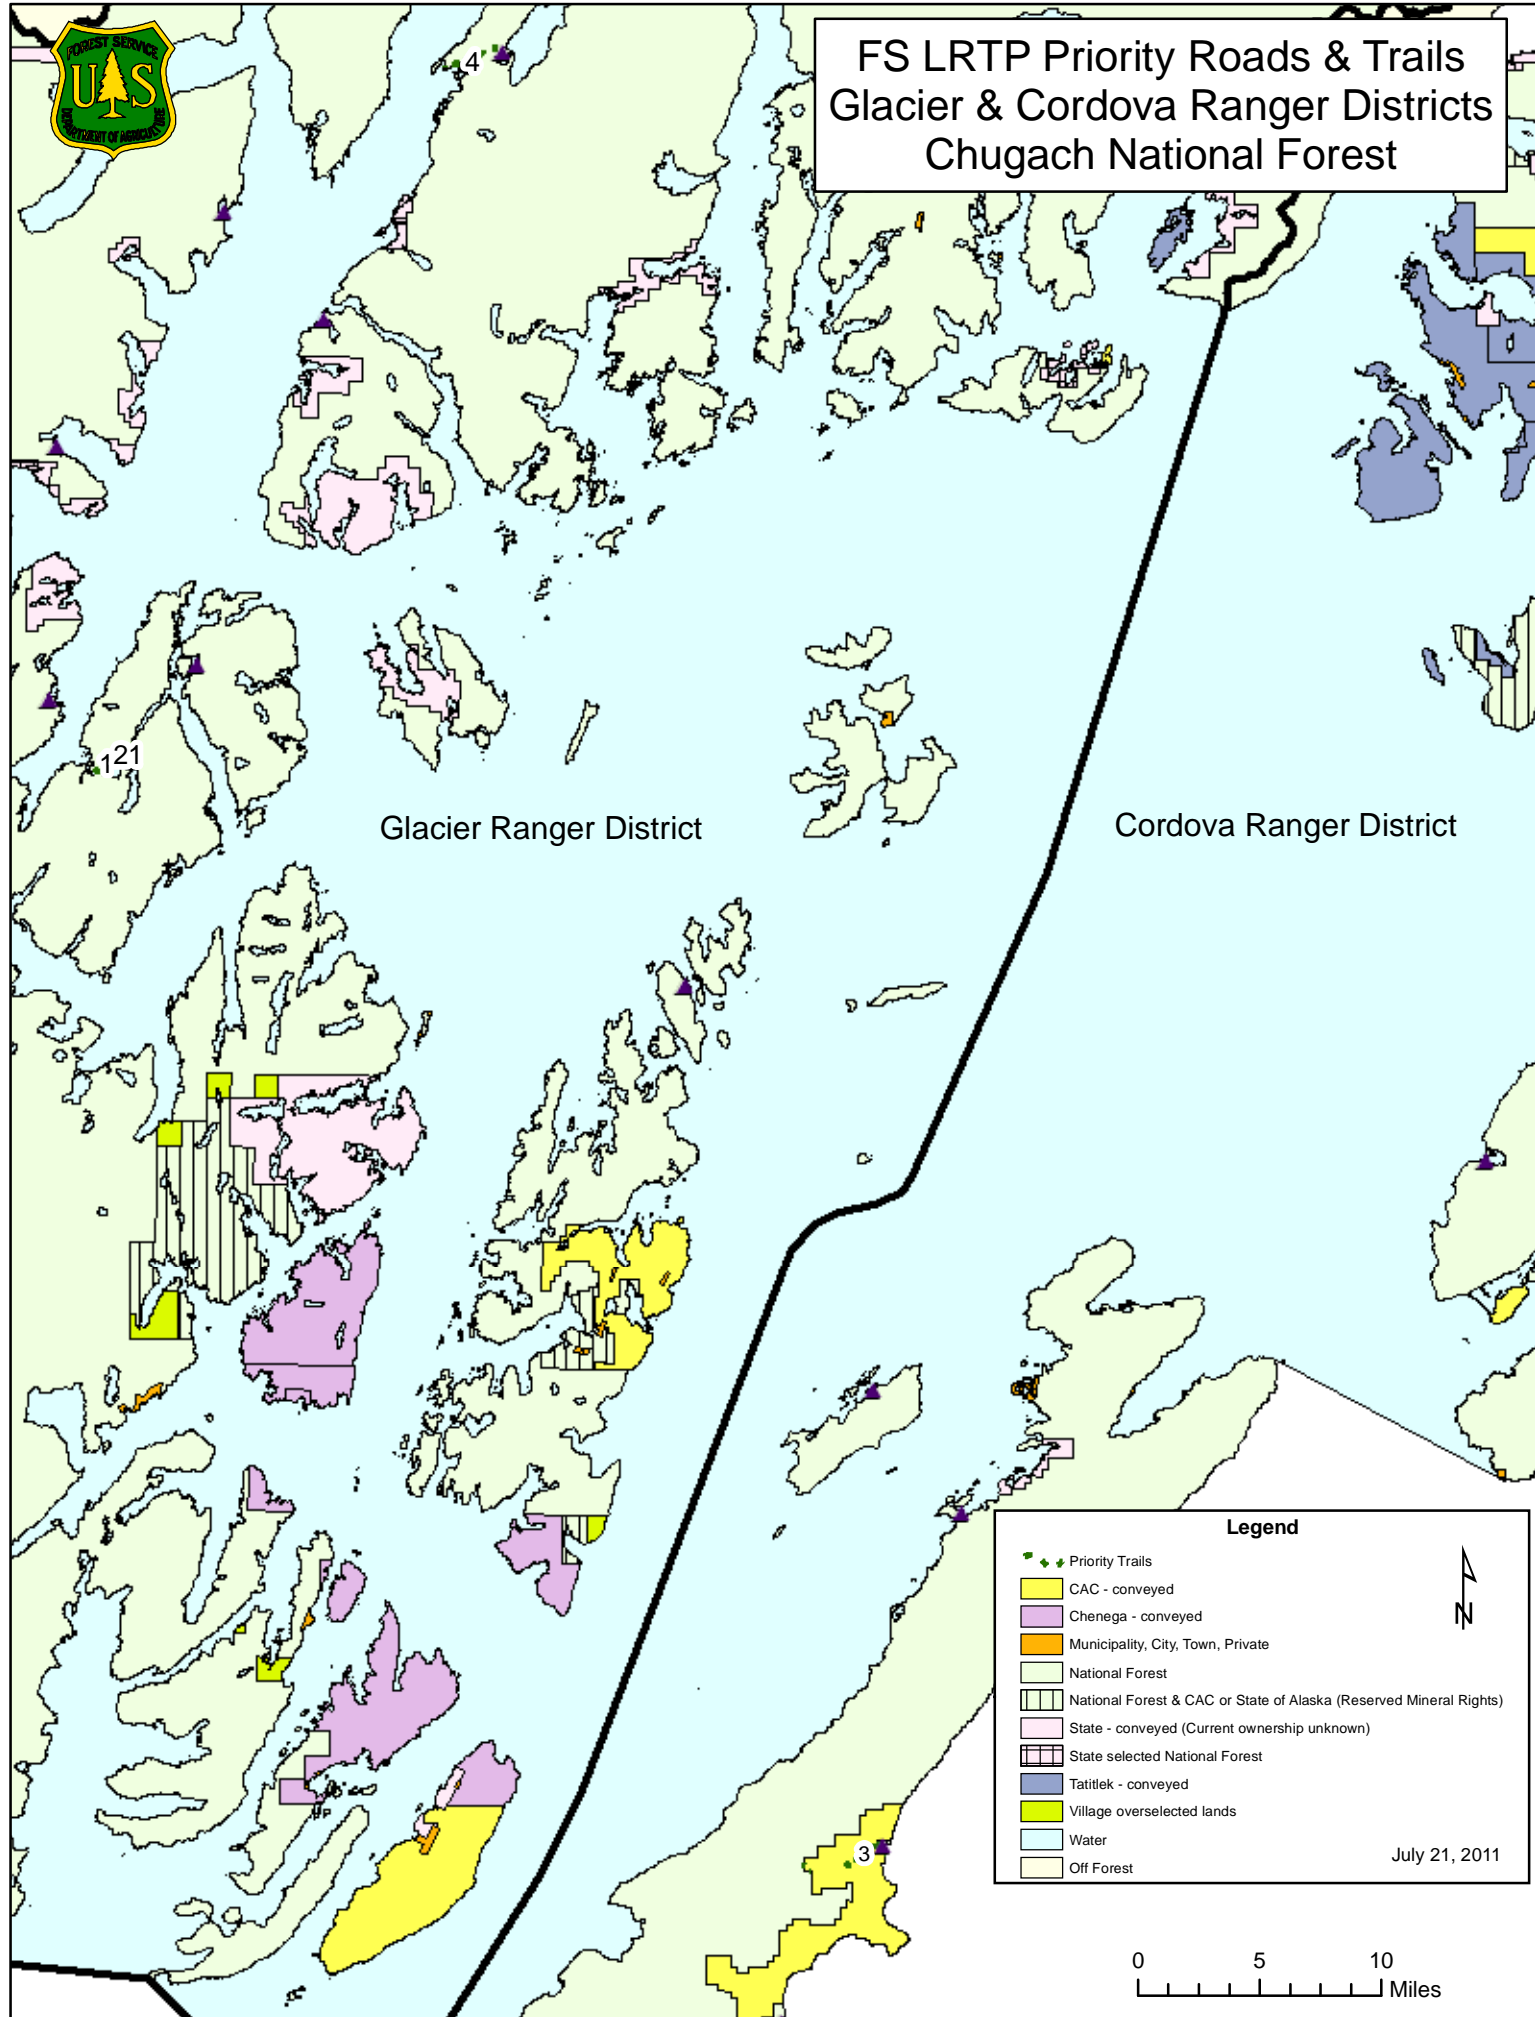 FOREST SERVICE
US
DEPARTMENT OF AGRICULTURE
FS LRTP Priority Roads & Trails
Glacier & Cordova Ranger Districts
Chugach National Forest
4
121
Glacier Ranger District
Cordova Ranger District
3
Legend
Priority Trails
CAC - conveyed
Chenega - conveyed
Municipality, City, Town, Private
National Forest
National Forest & CAC or State of Alaska (Reserved Mineral Rights)
State - conveyed (Current ownership unknown)
State selected National Forest
Tatitlek - conveyed
Village overselected lands
Water
Off Forest
N
July 21, 2011
0 5 10
Miles